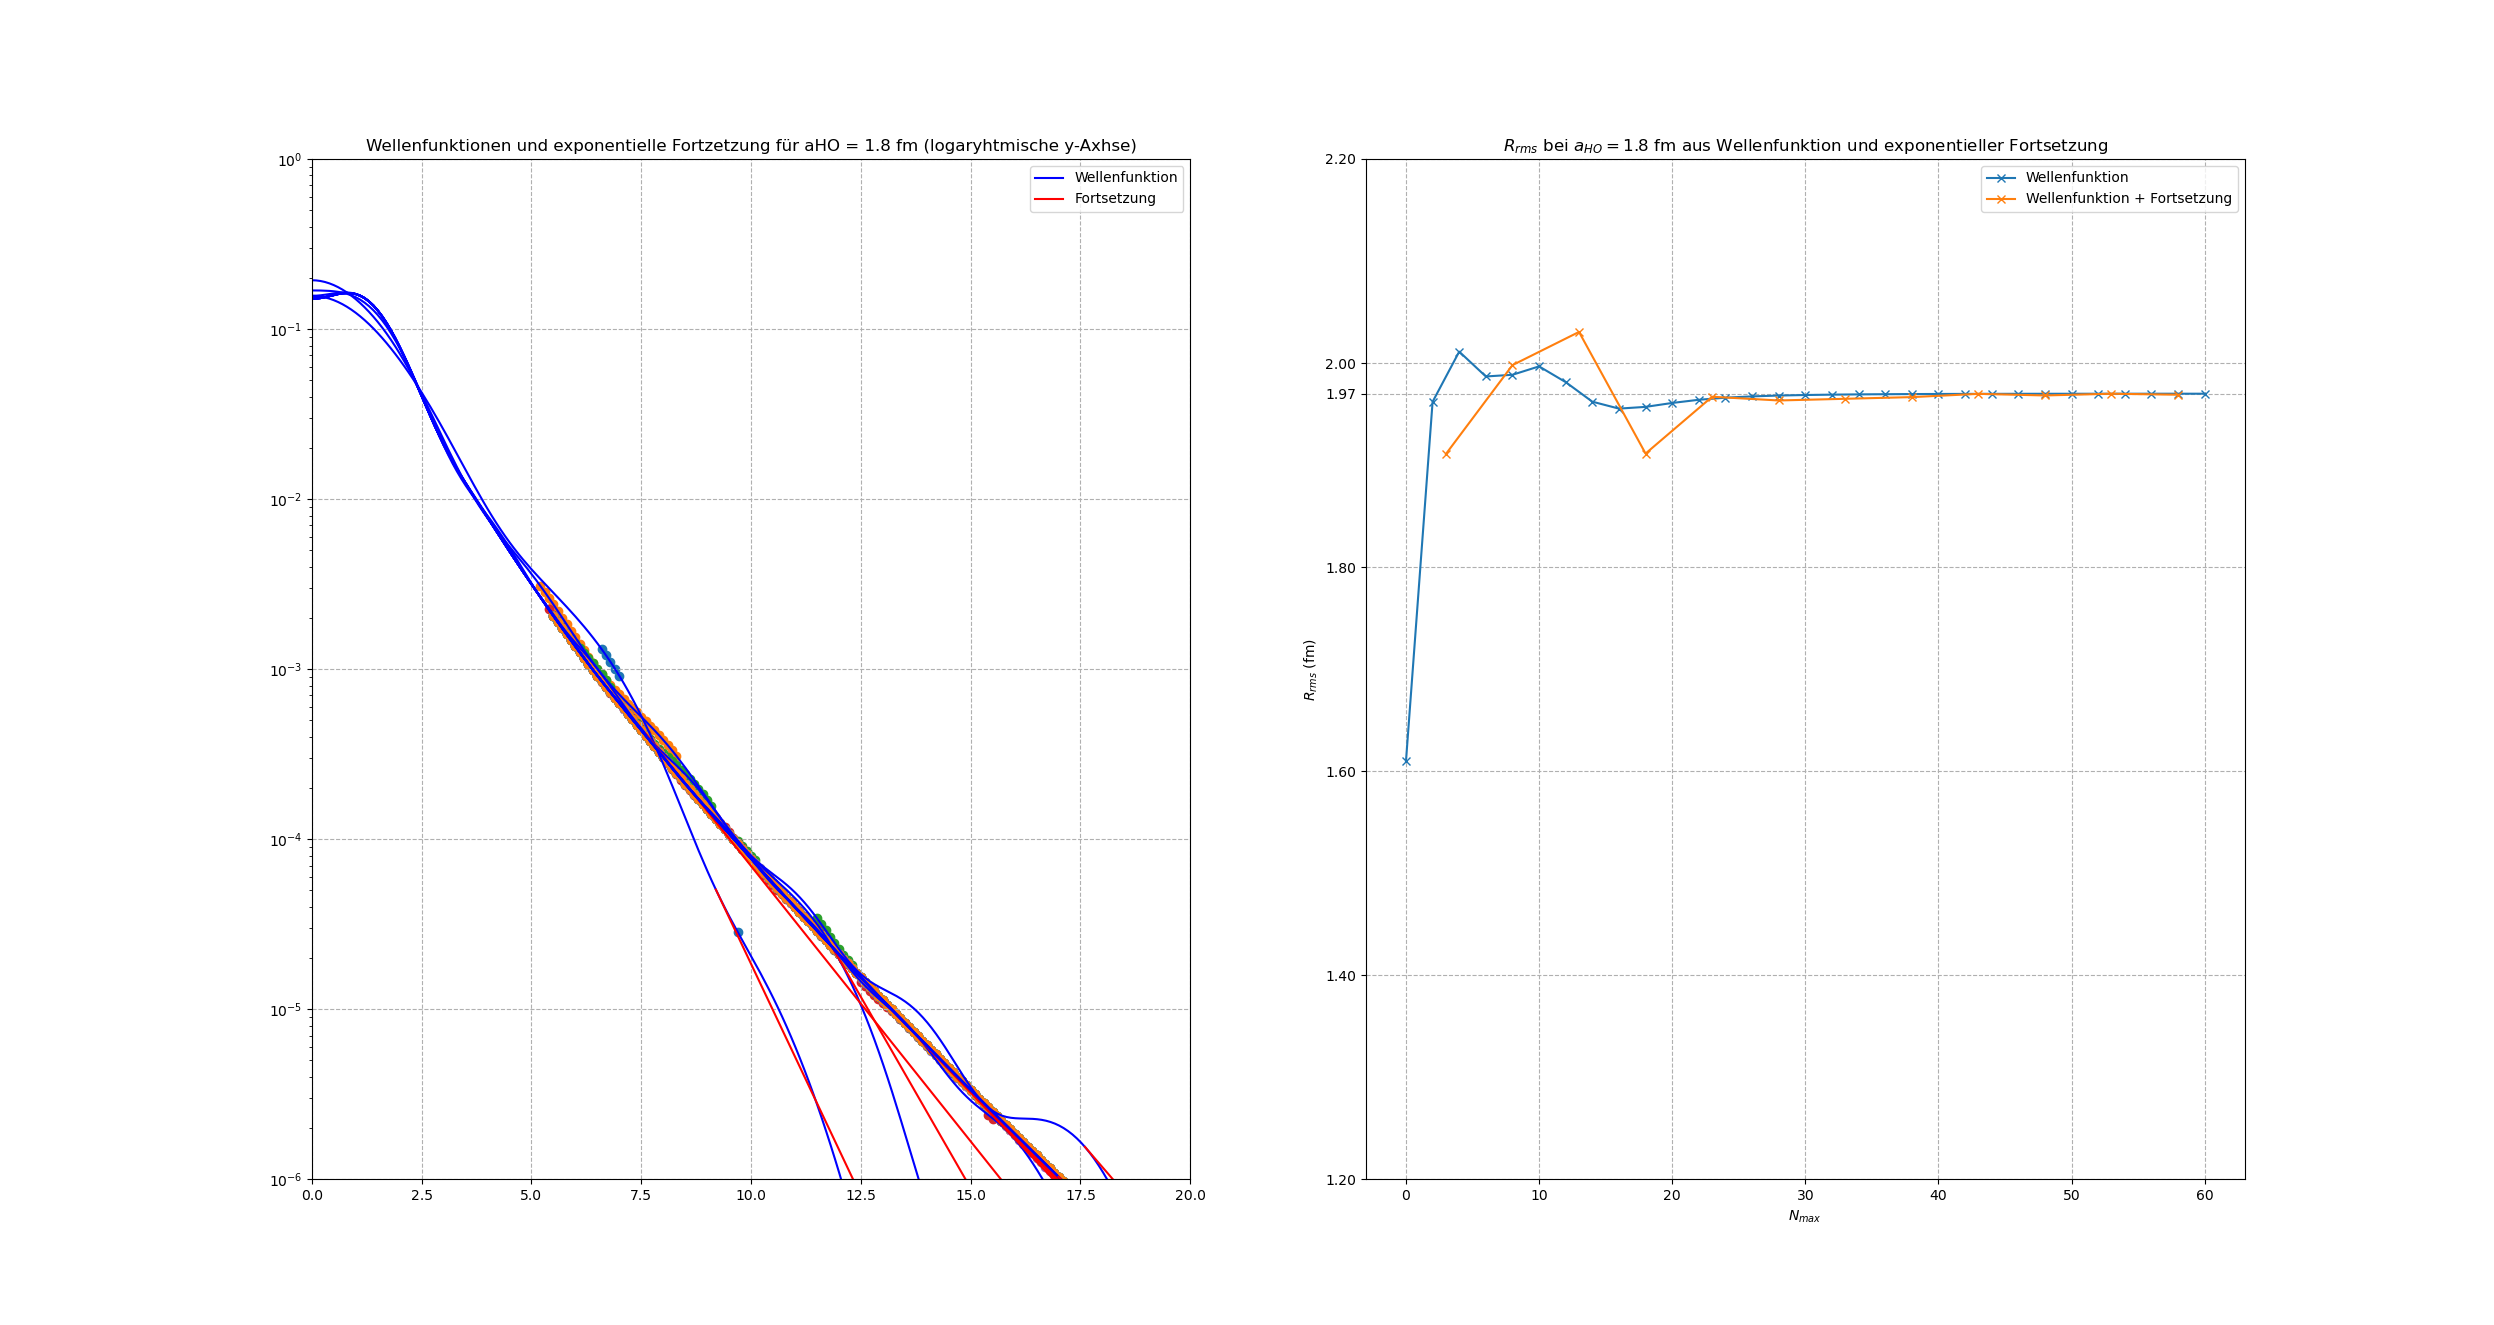 Wellenfunktionen und exponentielle Fortzetzung für aHO = 1.8 fm (logaryhtmische y-Axhse)
10^0
10^-1
10^-2
10^-3
10^-4
10^-5
10^-6
0.0 2.5 5.0 7.5 10.0 12.5 15.0 17.5 20.0
Wellenfunktion
Fortsetzung
R_rms bei a_HO = 1.8 fm aus Wellenfunktion und exponentieller Fortsetzung
2.20
2.00
1.97
1.80
1.60
1.40
1.20
R_rms (fm)
0 10 20 30 40 50 60
N_max
Wellenfunktion
Wellenfunktion + Fortsetzung